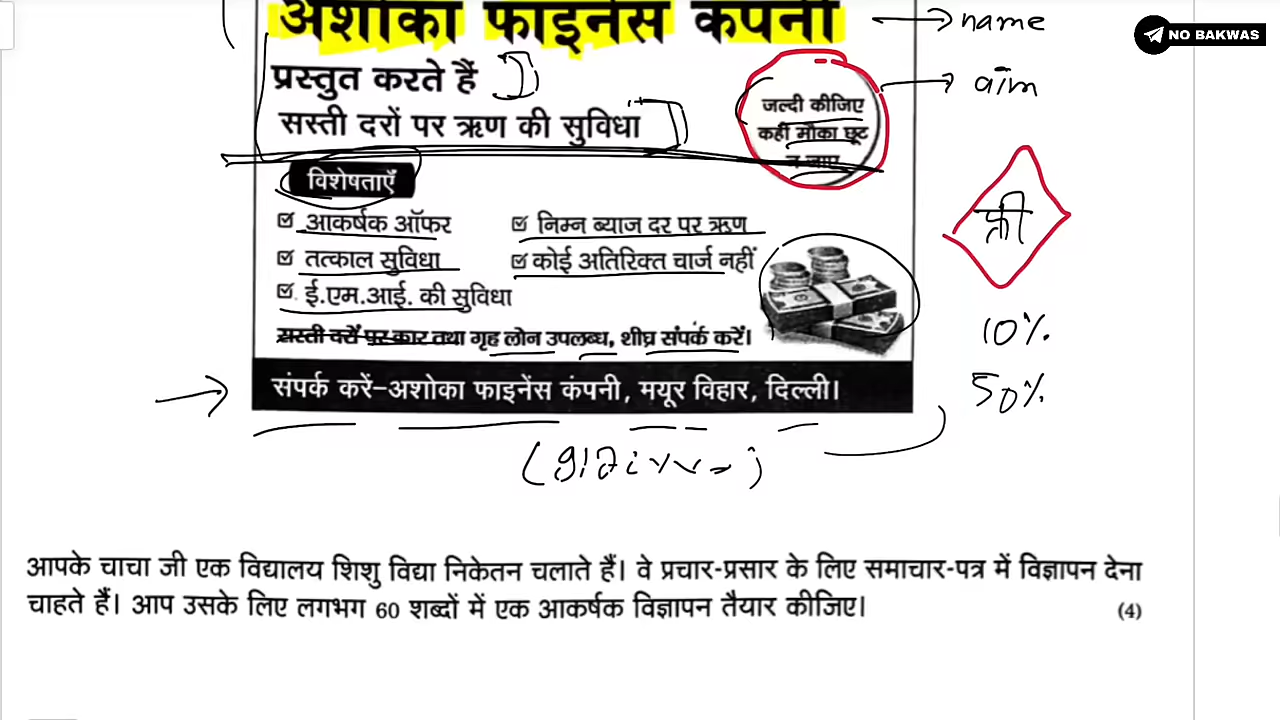 अशोका फाइनेंस कंपनी
name
NO BAKWAS
प्रस्तुत करते हैं
aim
जल्दी कीजिए
कहीं मौका छूट
न जाए
सस्ती दरों पर ऋण की सुविधा
विशेषताएँ
आकर्षक ऑफर
निम्न ब्याज दर पर ऋण
फ्री
तत्काल सुविधा
कोई अतिरिक्त चार्ज नहीं
ई.एम.आई. की सुविधा
10%.
सस्ती दरों पर कार तथा गृह लोन उपलब्ध, शीघ्र संपर्क करें।
50%.
संपर्क करें-अशोका फाइनेंस कंपनी, मयूर विहार, दिल्ली।
आपके चाचा जी एक विद्यालय शिशु विद्या निकेतन चलाते हैं। वे प्रचार-प्रसार के लिए समाचार-पत्र में विज्ञापन देना
चाहते हैं। आप उसके लिए लगभग 60 शब्दों में एक आकर्षक विज्ञापन तैयार कीजिए।
(4)